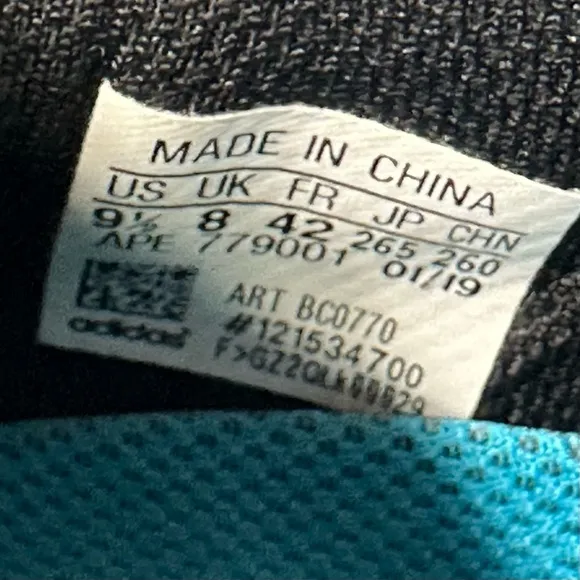 MADE IN CHINA
US UK FR JP CHN
9½ 8 42 265 260
APE 779001 01/19
ART BC0770
#121534700
adidas